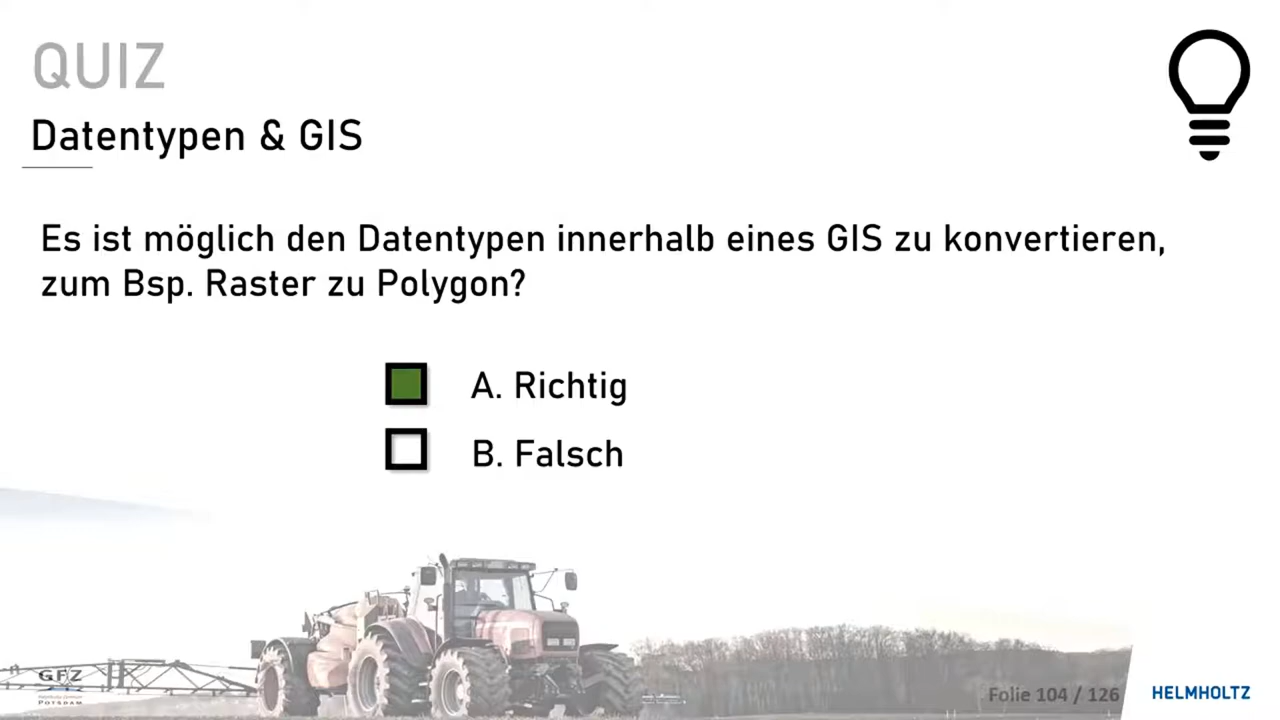 QUIZ
Datentypen & GIS
Es ist möglich den Datentypen innerhalb eines GIS zu konvertieren,
zum Bsp. Raster zu Polygon?
A. Richtig
B. Falsch
GFZ
POTSDAM
Folie 104 / 126
HELMHOLTZ